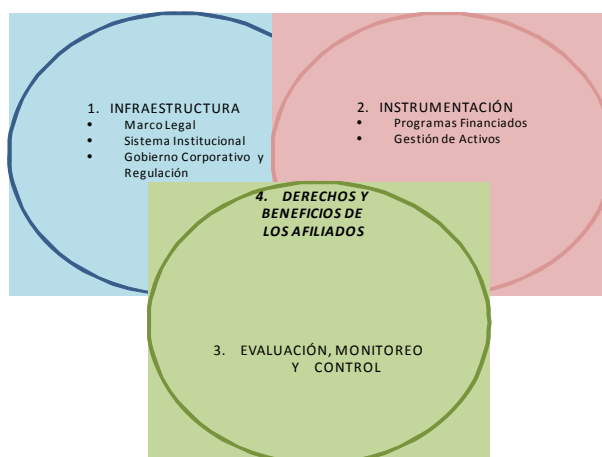 1. INFRAESTRUCTURA
• Marco Legal
• Sistema Institucional
• Gobierno Corporativo y
Regulación
2. INSTRUMENTACIÓN
• Programas Financiados
• Gestión de Activos
4. DERECHOS Y
BENEFICIOS DE
LOS AFILIADOS
3. EVALUACIÓN, MONITOREO
Y CONTROL